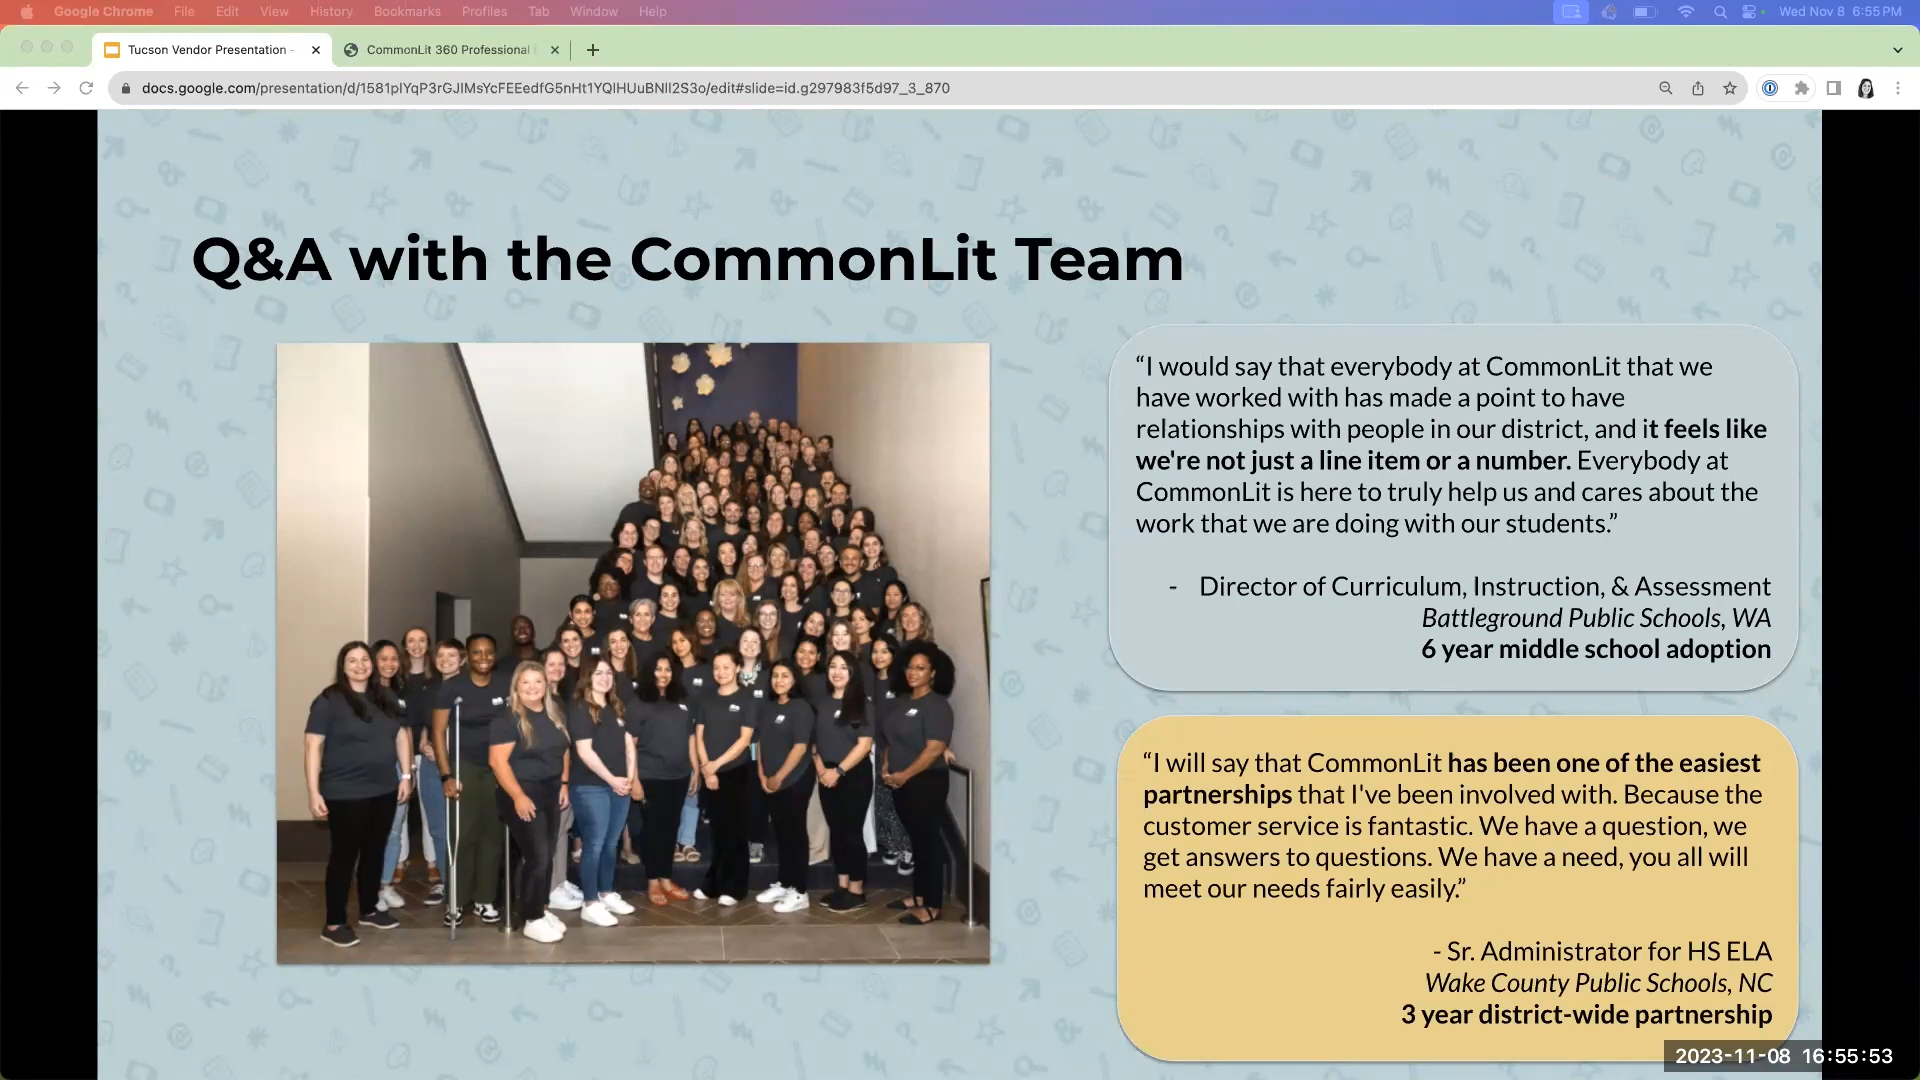 Google Chrome File Edit View History Bookmarks Profiles Tab Window Help Wed Nov 8 6:55 PM
Tucson Vendor Presentation - CommonLit 360 Professional
docs.google.com/presentation/d/1581plYqP3rGJlMsYcFEEedfG5nHt1YQlHUuBNll2S3o/edit#slide=id.g297983f5d97_3_870
Q&A with the CommonLit Team
“I would say that everybody at CommonLit that we
have worked with has made a point to have
relationships with people in our district, and it feels like
we're not just a line item or a number. Everybody at
CommonLit is here to truly help us and cares about the
work that we are doing with our students.”
- Director of Curriculum, Instruction, & Assessment
Battleground Public Schools, WA
6 year middle school adoption
“I will say that CommonLit has been one of the easiest
partnerships that I've been involved with. Because the
customer service is fantastic. We have a question, we
get answers to questions. We have a need, you all will
meet our needs fairly easily.”
- Sr. Administrator for HS ELA
Wake County Public Schools, NC
3 year district-wide partnership
2023-11-08 16:55:53